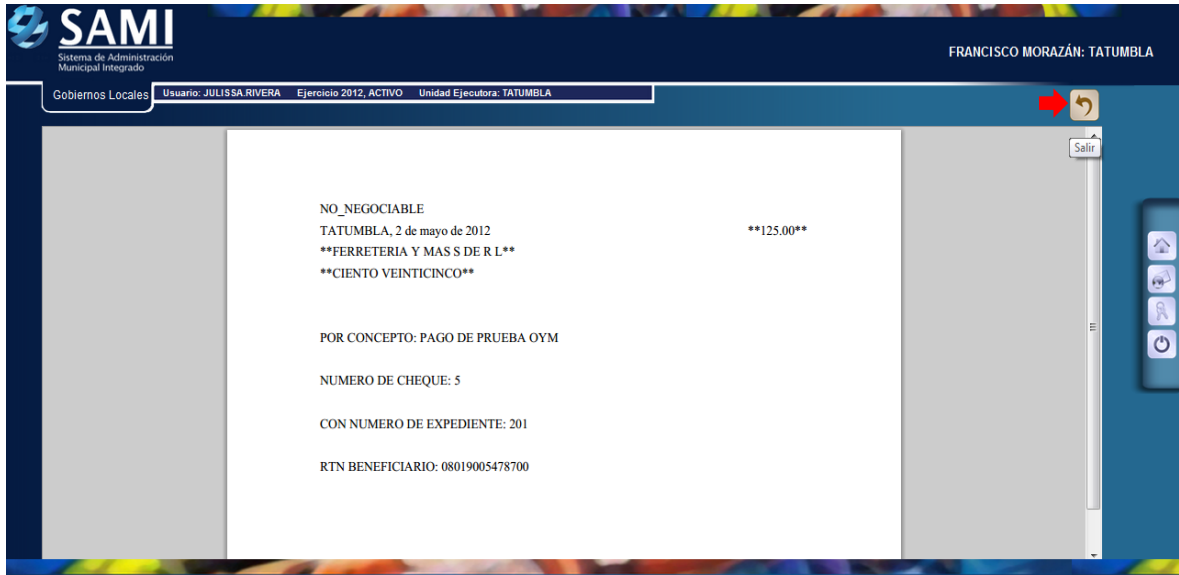 SAMI
Sistema de Administración
Municipal Integrado
FRANCISCO MORAZÁN: TATUMBLA
Gobiernos Locales
Usuario: JULISSA.RIVERA Ejercicio 2012, ACTIVO Unidad Ejecutora: TATUMBLA
Salir
NO_NEGOCIABLE
TATUMBLA, 2 de mayo de 2012 **125.00**
**FERRETERIA Y MAS S DE R L**
**CIENTO VEINTICINCO**
POR CONCEPTO: PAGO DE PRUEBA OYM
NUMERO DE CHEQUE: 5
CON NUMERO DE EXPEDIENTE: 201
RTN BENEFICIARIO: 08019005478700